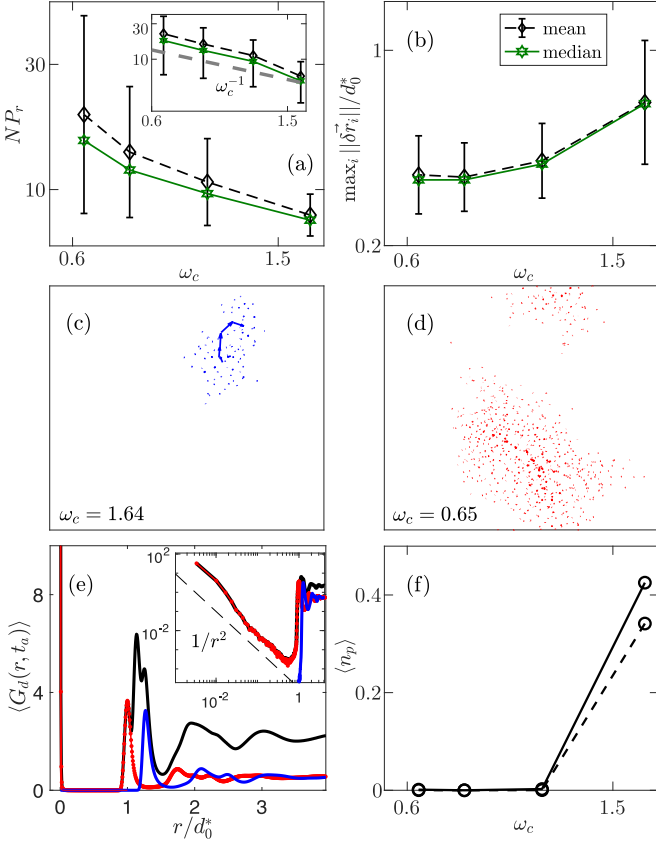 NP_r
30
10
30
10
0.6
ω_c^{-1}
1.5
(a)
0.6
1.5
ω_c
(b)
mean
median
max_i ||δ⃗r_i||/d_0^*
1
0.2
0.6
1.5
ω_c
(c)
ω_c = 1.64
(d)
ω_c = 0.65
(e)
⟨G_d(r, t_a)⟩
8
4
0
10^2
10^{-2}
1/r^2
10^{-2}
1
0
1
2
3
r/d_0^*
(f)
⟨n_p⟩
0.4
0.2
0
0.6
1.5
ω_c